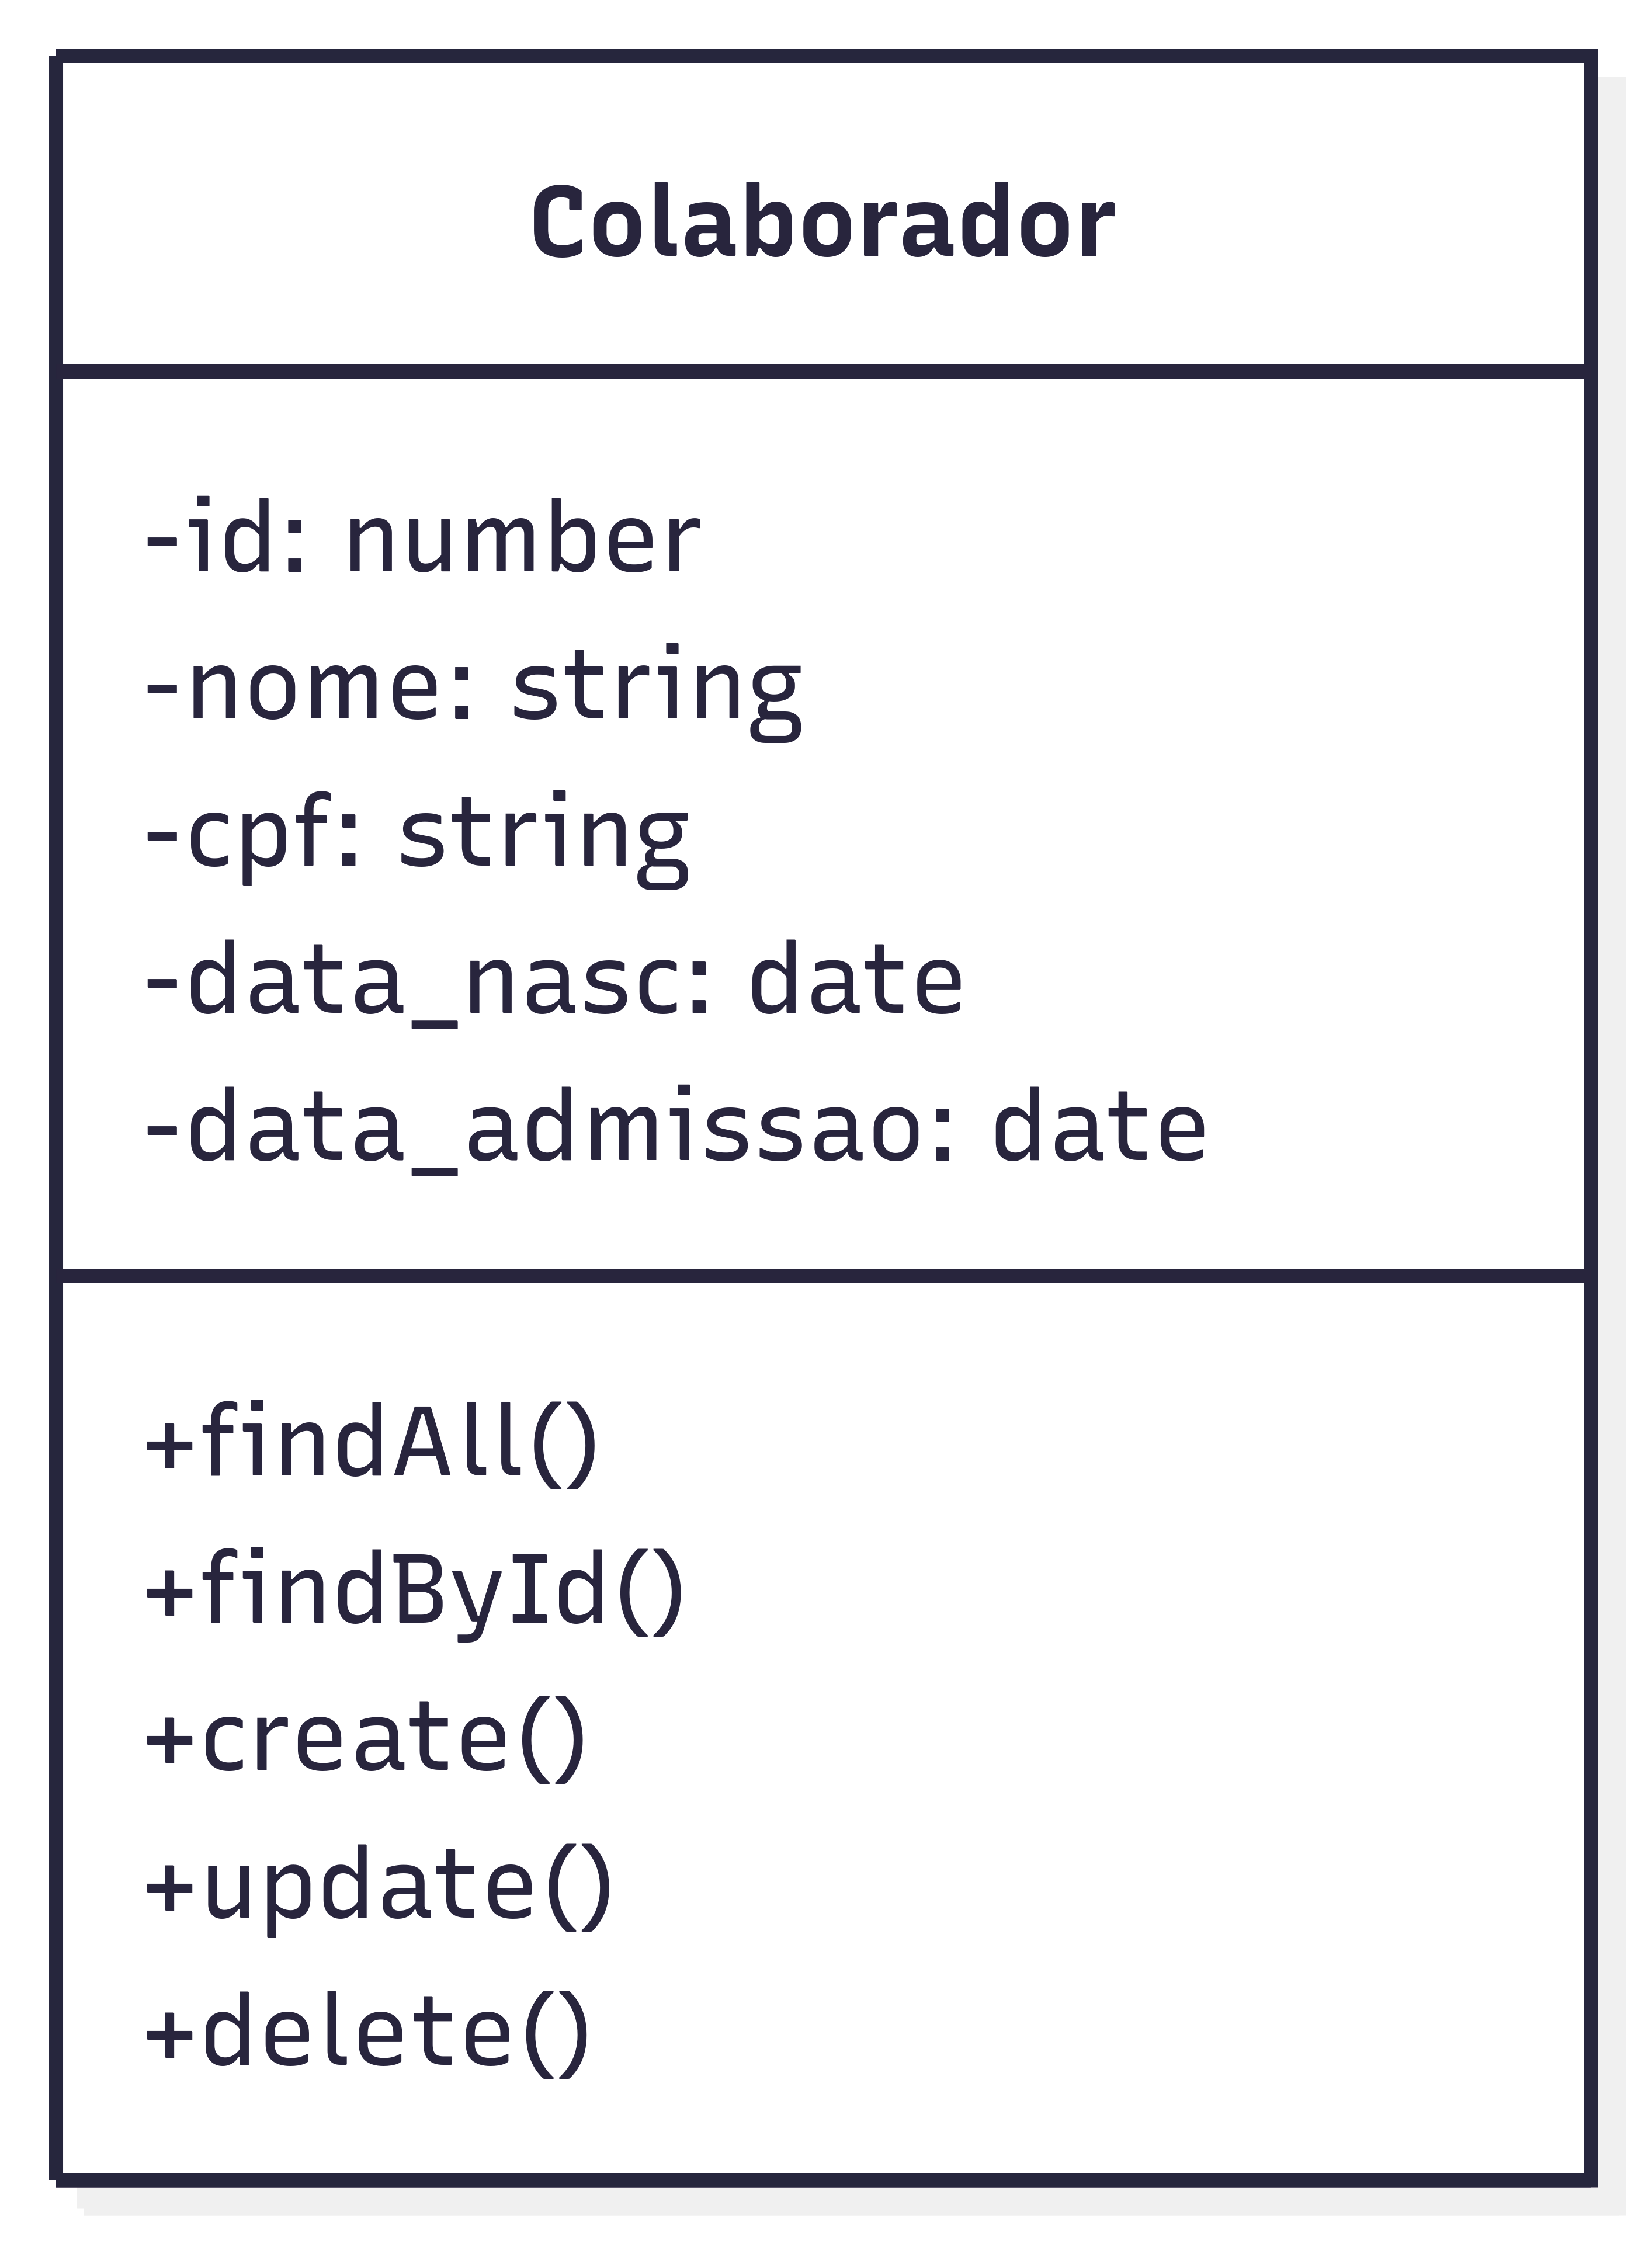 Colaborador
-id: number
-nome: string
-cpf: string
-data_nasc: date
-data_admissao: date
+findAll()
+findById()
+create()
+update()
+delete()